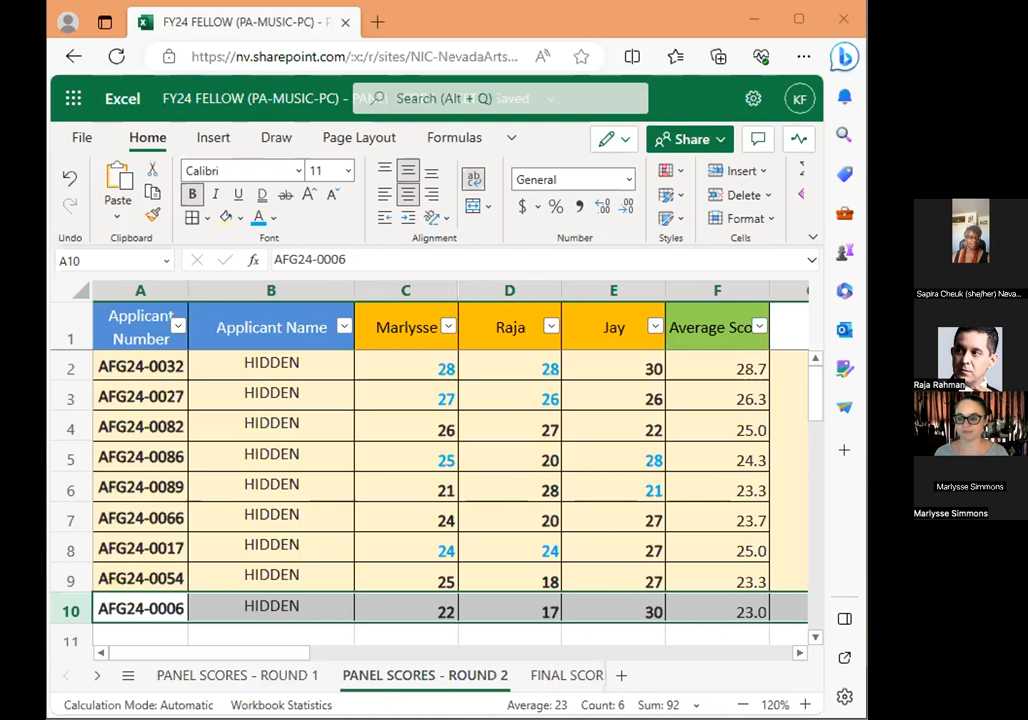 FY24 FELLOW (PA-MUSIC-PC) - F
https://nv.sharepoint.com/:x:/r/sites/NIC-NevadaArts...
Excel
FY24 FELLOW (PA-MUSIC-PC) -
Search (Alt + Q)
Saved
KF
File Home Insert Draw Page Layout Formulas
Share
Calibri 11
General
Insert
Paste
B I U D ab A A
Delete
$ % 9
Format
Undo Clipboard Font Alignment Number Styles Cells
A10 fx AFG24-0006
A B C D E F
1 Applicant Number Applicant Name Marlysse Raja Jay Average Sco
2 AFG24-0032 HIDDEN 28 28 30 28.7
3 AFG24-0027 HIDDEN 27 26 26 26.3
4 AFG24-0082 HIDDEN 26 27 22 25.0
5 AFG24-0086 HIDDEN 25 20 28 24.3
6 AFG24-0089 HIDDEN 21 28 21 23.3
7 AFG24-0066 HIDDEN 24 20 27 23.7
8 AFG24-0017 HIDDEN 24 24 27 25.0
9 AFG24-0054 HIDDEN 25 18 27 23.3
10 AFG24-0006 HIDDEN 22 17 30 23.0
11
PANEL SCORES - ROUND 1 PANEL SCORES - ROUND 2 FINAL SCOR
Calculation Mode: Automatic Workbook Statistics Average: 23 Count: 6 Sum: 92 120%
Sapira Cheuk (she/her) Neva...
Raja Rahman
Marlysse Simmons
Marlysse Simmons